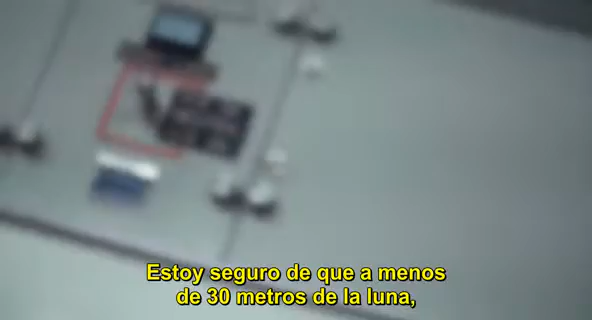 Estoy seguro de que a menos
de 30 metros de la luna,